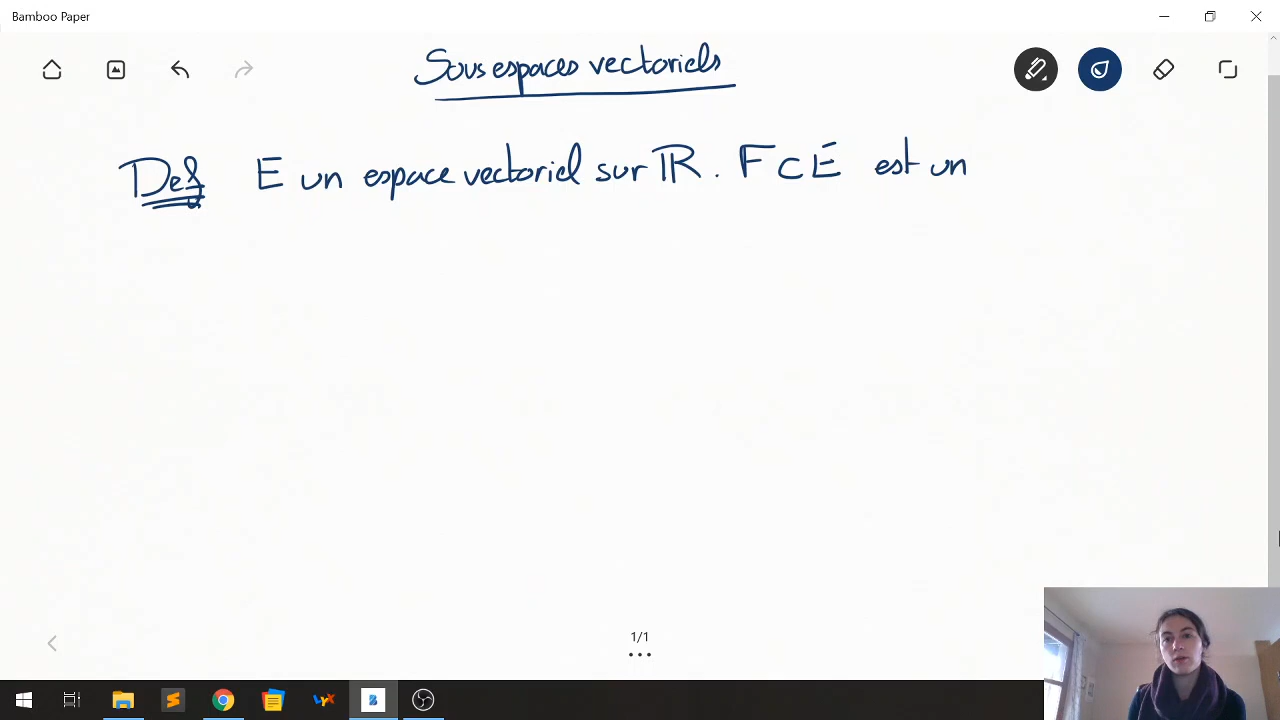 Bamboo Paper
Sous espaces vectoriels
Def E un espace vectoriel sur ℝ. F ⊂ E est un
1/1